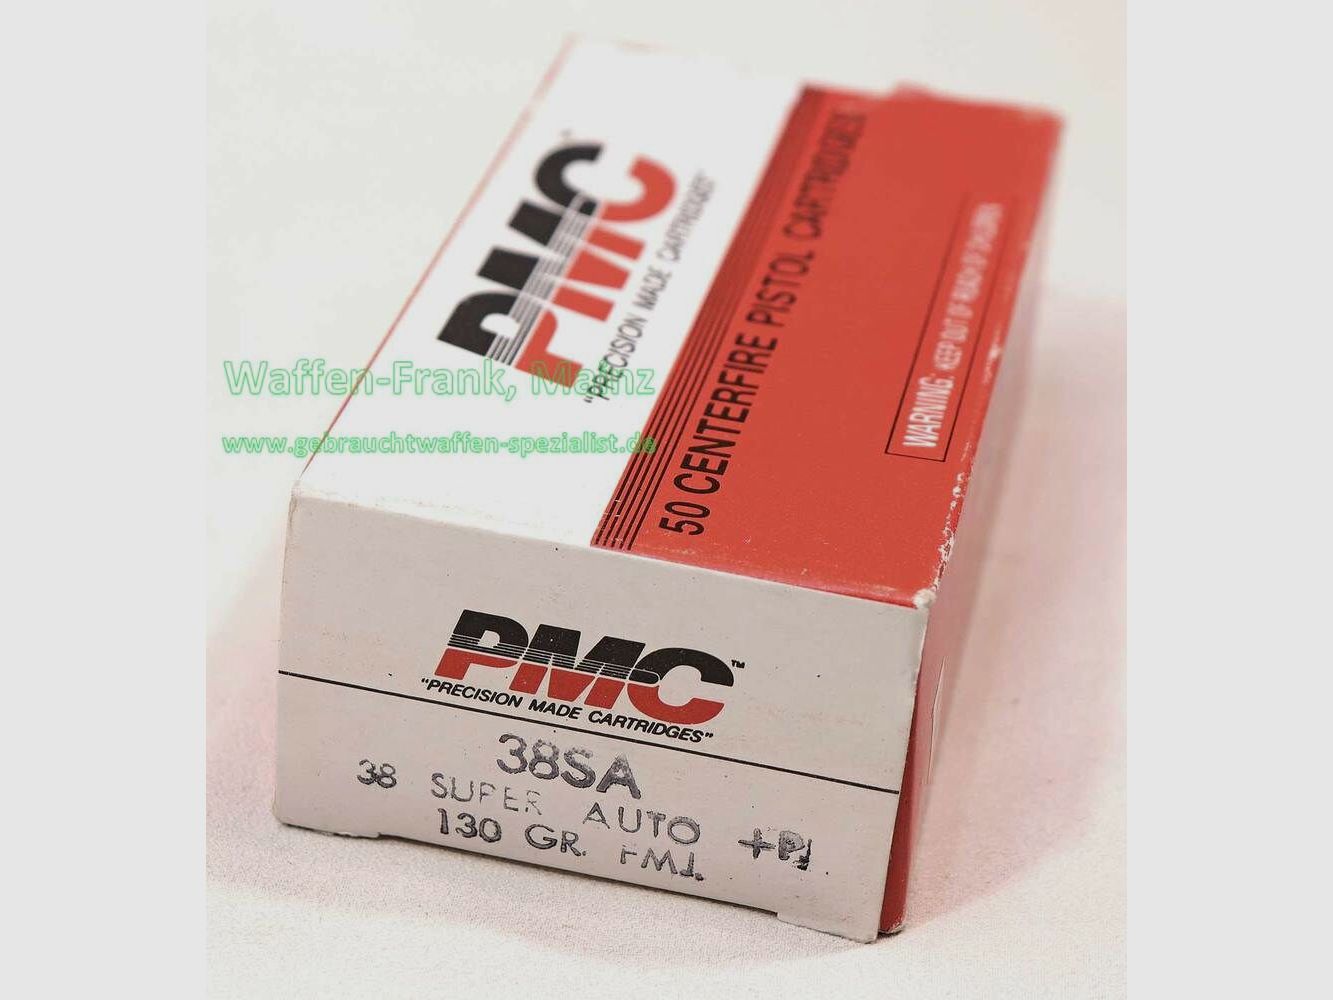 PMC
"PRECISION MADE CARTRIDGES"
50 CENTERFIRE PISTOL CARTRIDGES
WARNING: KEEP OUT OF REACH OF CHILDREN
Waffen-Frank, Mainz
www.gebrauchtwaffen-spezialist.de
PMC™
"PRECISION MADE CARTRIDGES"
38SA
38 SUPER AUTO +P
130 GR. FMJ.